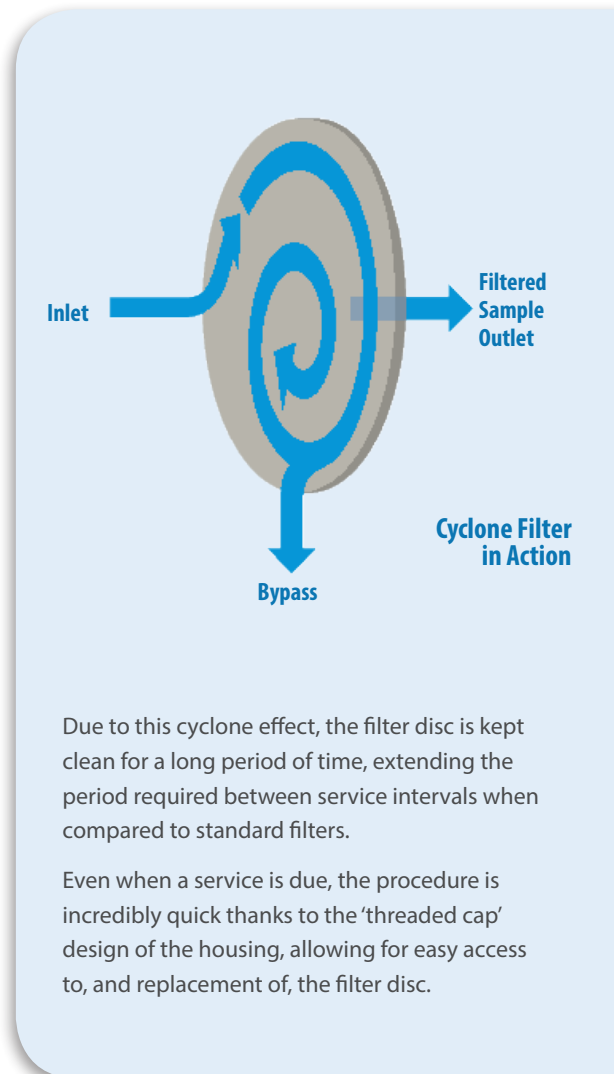 Inlet
Filtered
Sample
Outlet
Cyclone Filter
in Action
Bypass
Due to this cyclone effect, the filter disc is kept
clean for a long period of time, extending the
period required between service intervals when
compared to standard filters.
Even when a service is due, the procedure is
incredibly quick thanks to the ‘threaded cap’
design of the housing, allowing for easy access
to, and replacement of, the filter disc.